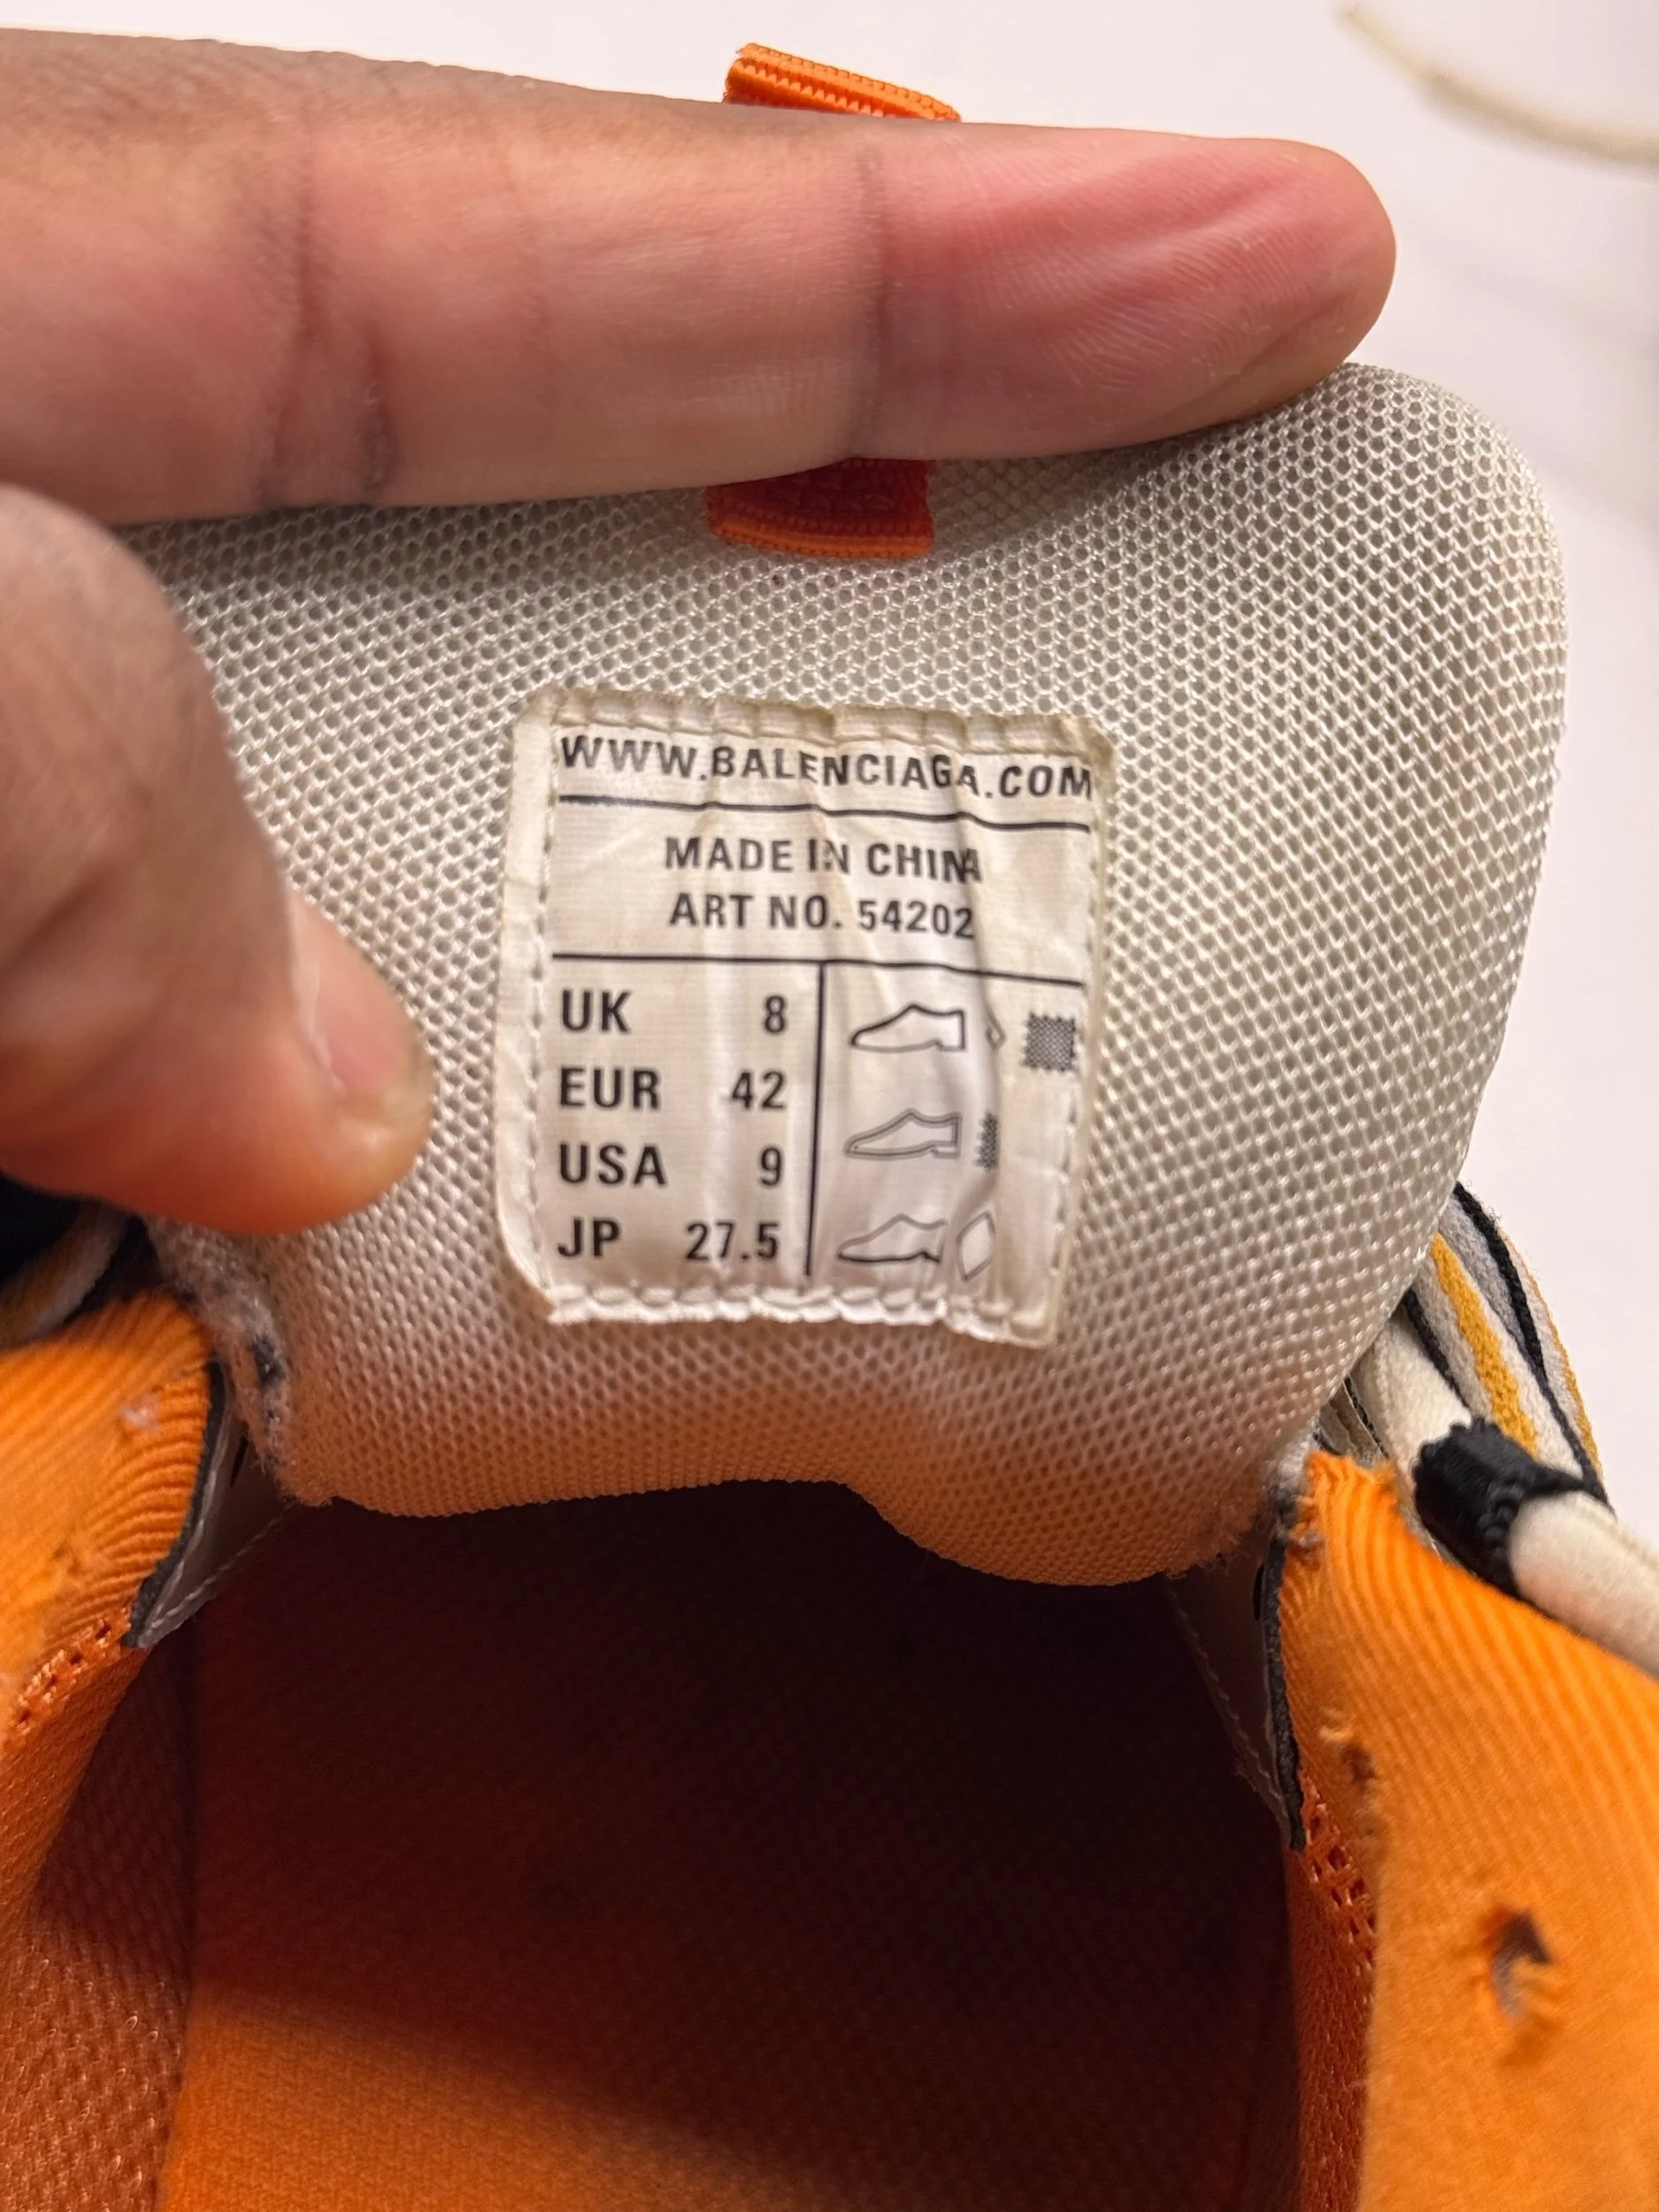 WWW.BALENCIAGA.COM
MADE IN CHINA
ART NO. 54202
UK 8
EUR 42
USA 9
JP 27.5